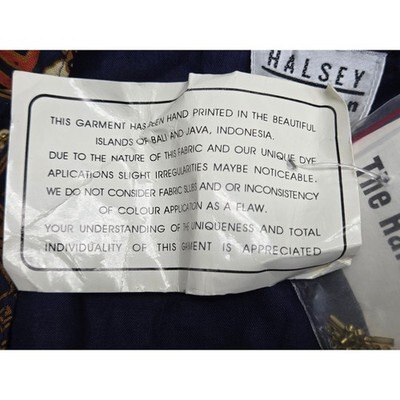 HALSEY
THIS GARMENT HAS BEEN HAND PRINTED IN THE BEAUTIFUL
ISLANDS OF BALI AND JAVA, INDONESIA.
DUE TO THE NATURE OF THIS FABRIC AND OUR UNIQUE DYE
APLICATIONS SLIGHT IRREGULARITIES MAYBE NOTICEABLE.
WE DO NOT CONSIDER FABRIC SLUBS AND OR INCONSISTENCY
OF COLOUR APPLICATION AS A FLAW.
YOUR UNDERSTANDING OF THE UNIQUENESS AND TOTAL
INDIVIDUALITY OF THIS GAMENT IS APPRECIATED
The